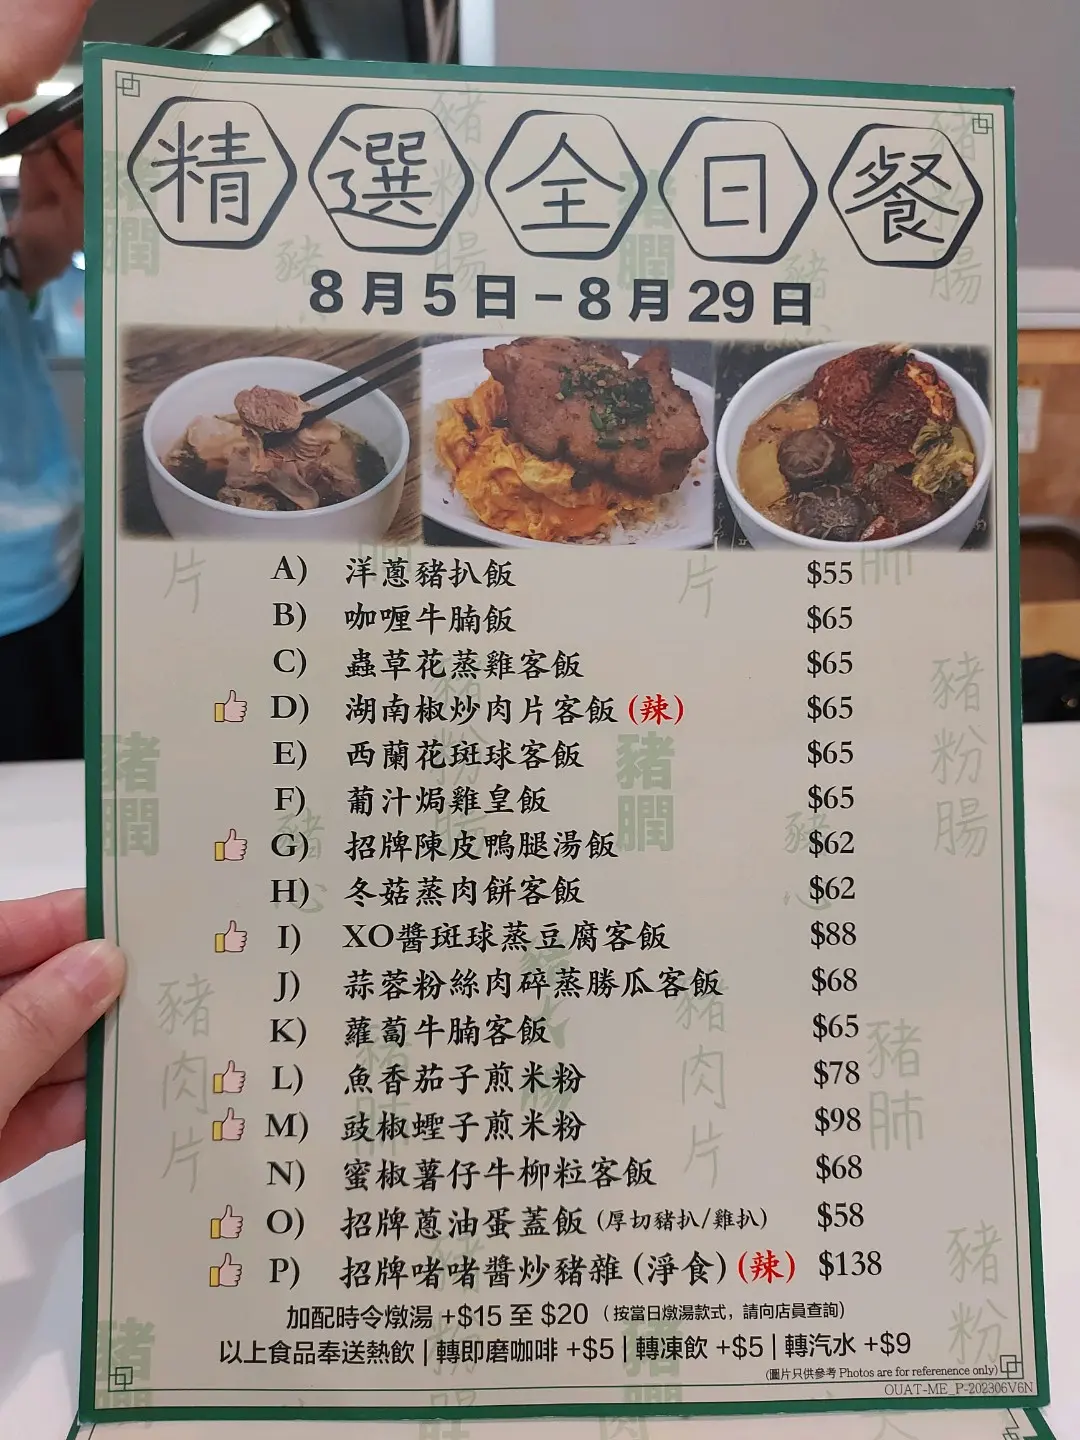 精選全日餐
8月5日－8月29日
A) 洋蔥豬扒飯 $55
B) 咖喱牛腩飯 $65
C) 蟲草花蒸雞客飯 $65
D) 湖南椒炒肉片客飯 (辣) $65
E) 西蘭花斑球客飯 $65
F) 葡汁焗雞皇飯 $65
G) 招牌陳皮鴨腿湯飯 $62
H) 冬菇蒸肉餅客飯 $62
I) XO醬斑球蒸豆腐客飯 $88
J) 蒜蓉粉絲肉碎蒸勝瓜客飯 $68
K) 蘿蔔牛腩客飯 $65
L) 魚香茄子煎米粉 $78
M) 豉椒蟶子煎米粉 $98
N) 蜜椒薯仔牛柳粒客飯 $68
O) 招牌蔥油蛋蓋飯 (厚切豬扒/雞扒) $58
P) 招牌啫啫醬炒豬雜 (淨食) (辣) $138
加配時令燉湯 +$15 至 $20 (按當日燉湯款式，請向店員查詢)
以上食品奉送熱飲 | 轉即磨咖啡 +$5 | 轉凍飲 +$5 | 轉汽水 +$9
(圖片只供參考 Photos are for referenence only)
OUAT-ME_P-202306V6N